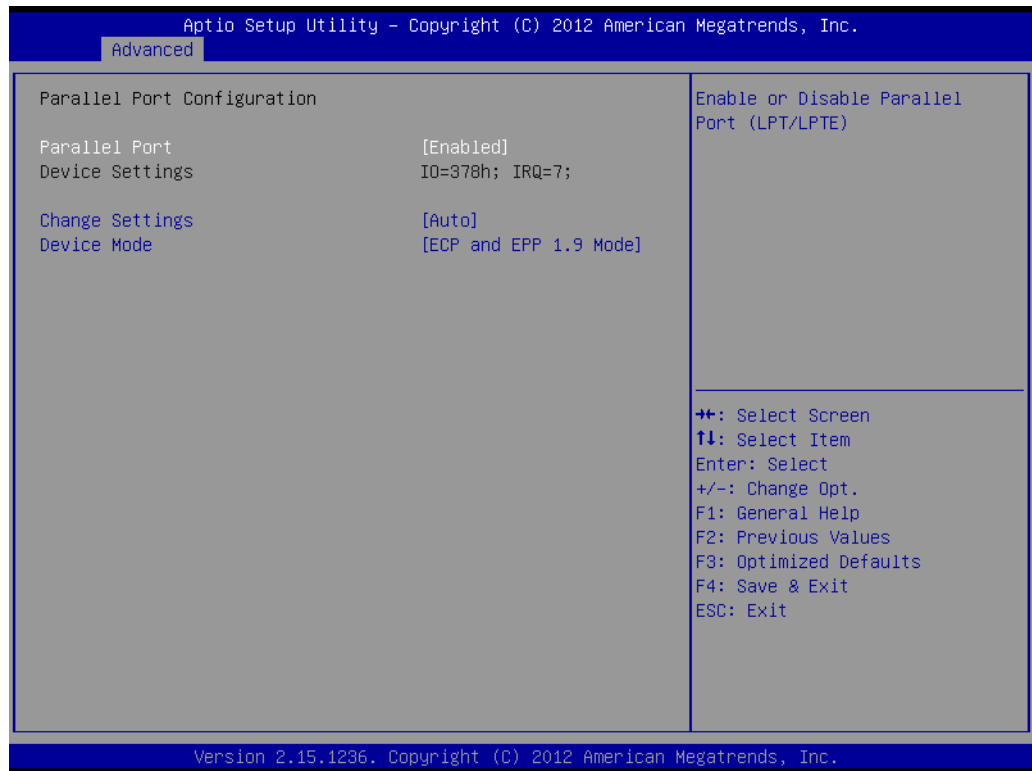 Aptio Setup Utility – Copyright (C) 2012 American Megatrends, Inc.
Advanced
Parallel Port Configuration
Parallel Port [Enabled]
Device Settings IO=378h; IRQ=7;
Change Settings [Auto]
Device Mode [ECP and EPP 1.9 Mode]
Enable or Disable Parallel
Port (LPT/LPTE)
→←: Select Screen
↑↓: Select Item
Enter: Select
+/-: Change Opt.
F1: General Help
F2: Previous Values
F3: Optimized Defaults
F4: Save & Exit
ESC: Exit
Version 2.15.1236. Copyright (C) 2012 American Megatrends, Inc.